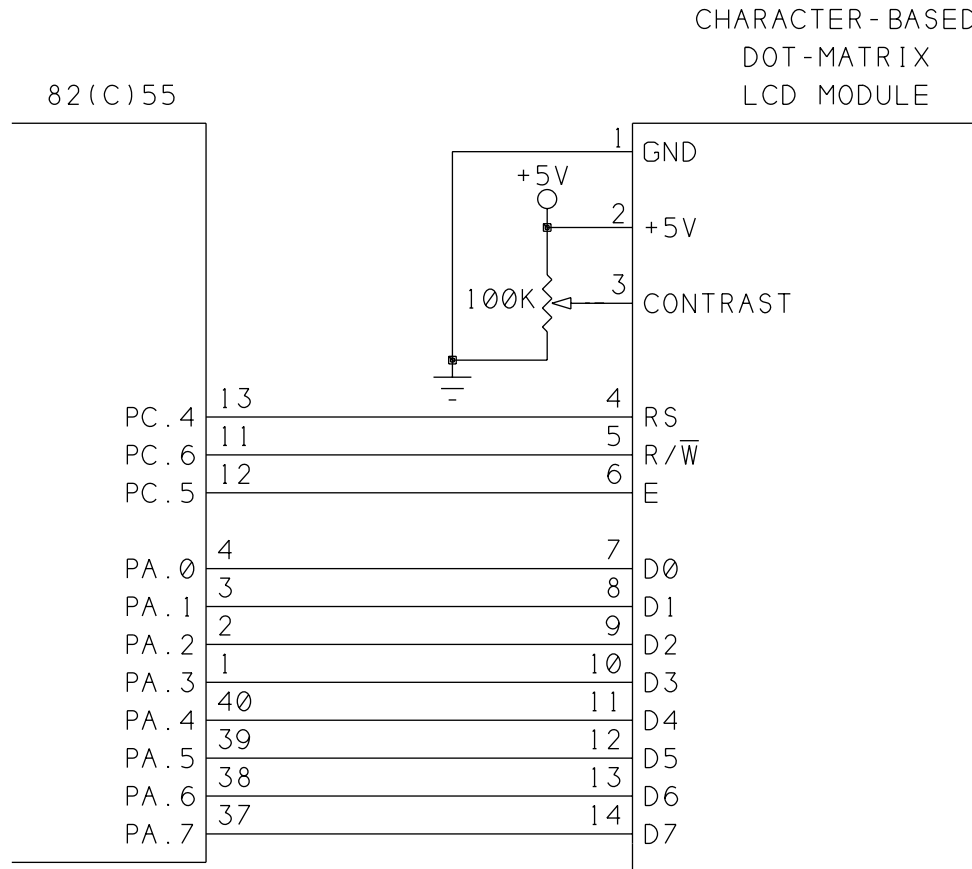 CHARACTER-BASED
DOT-MATRIX
82(C)55 LCD MODULE
1 GND
+5V
2 +5V
100K 3 CONTRAST
PC.4 13 4 RS
PC.6 11 5 R/W̅
PC.5 12 6 E
PA.0 4 7 D0
PA.1 3 8 D1
PA.2 2 9 D2
PA.3 1 10 D3
PA.4 40 11 D4
PA.5 39 12 D5
PA.6 38 13 D6
PA.7 37 14 D7